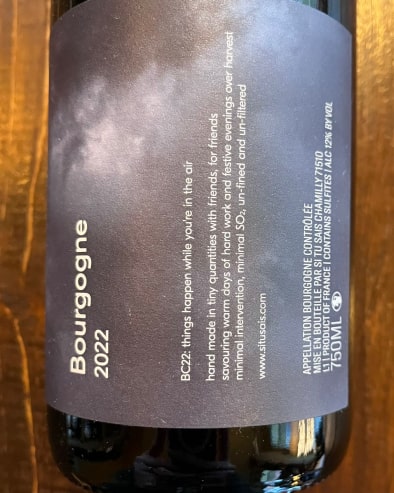 Bourgogne
2022
BC22: things happen while you're in the air
hand made in tiny quantities with friends, for friends
savouring warm days of hard work and festive evenings over harvest
minimal intervention, minimal SO₂, un-fined and un-filtered
www.situsais.com
APPELLATION BOURGOGNE CONTRÔLÉE
MISE EN BOUTEILLE PAR SI TU SAIS CHAMILLY 71510
L1 | PRODUCT OF FRANCE | CONTAINS SULFITES | ALC 12% BY VOL
750ML